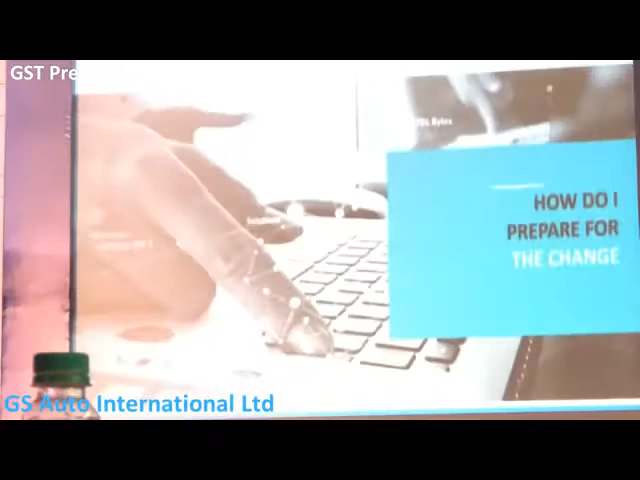 GST Pre
HOW DO I
PREPARE FOR
THE CHANGE
GS Auto International Ltd